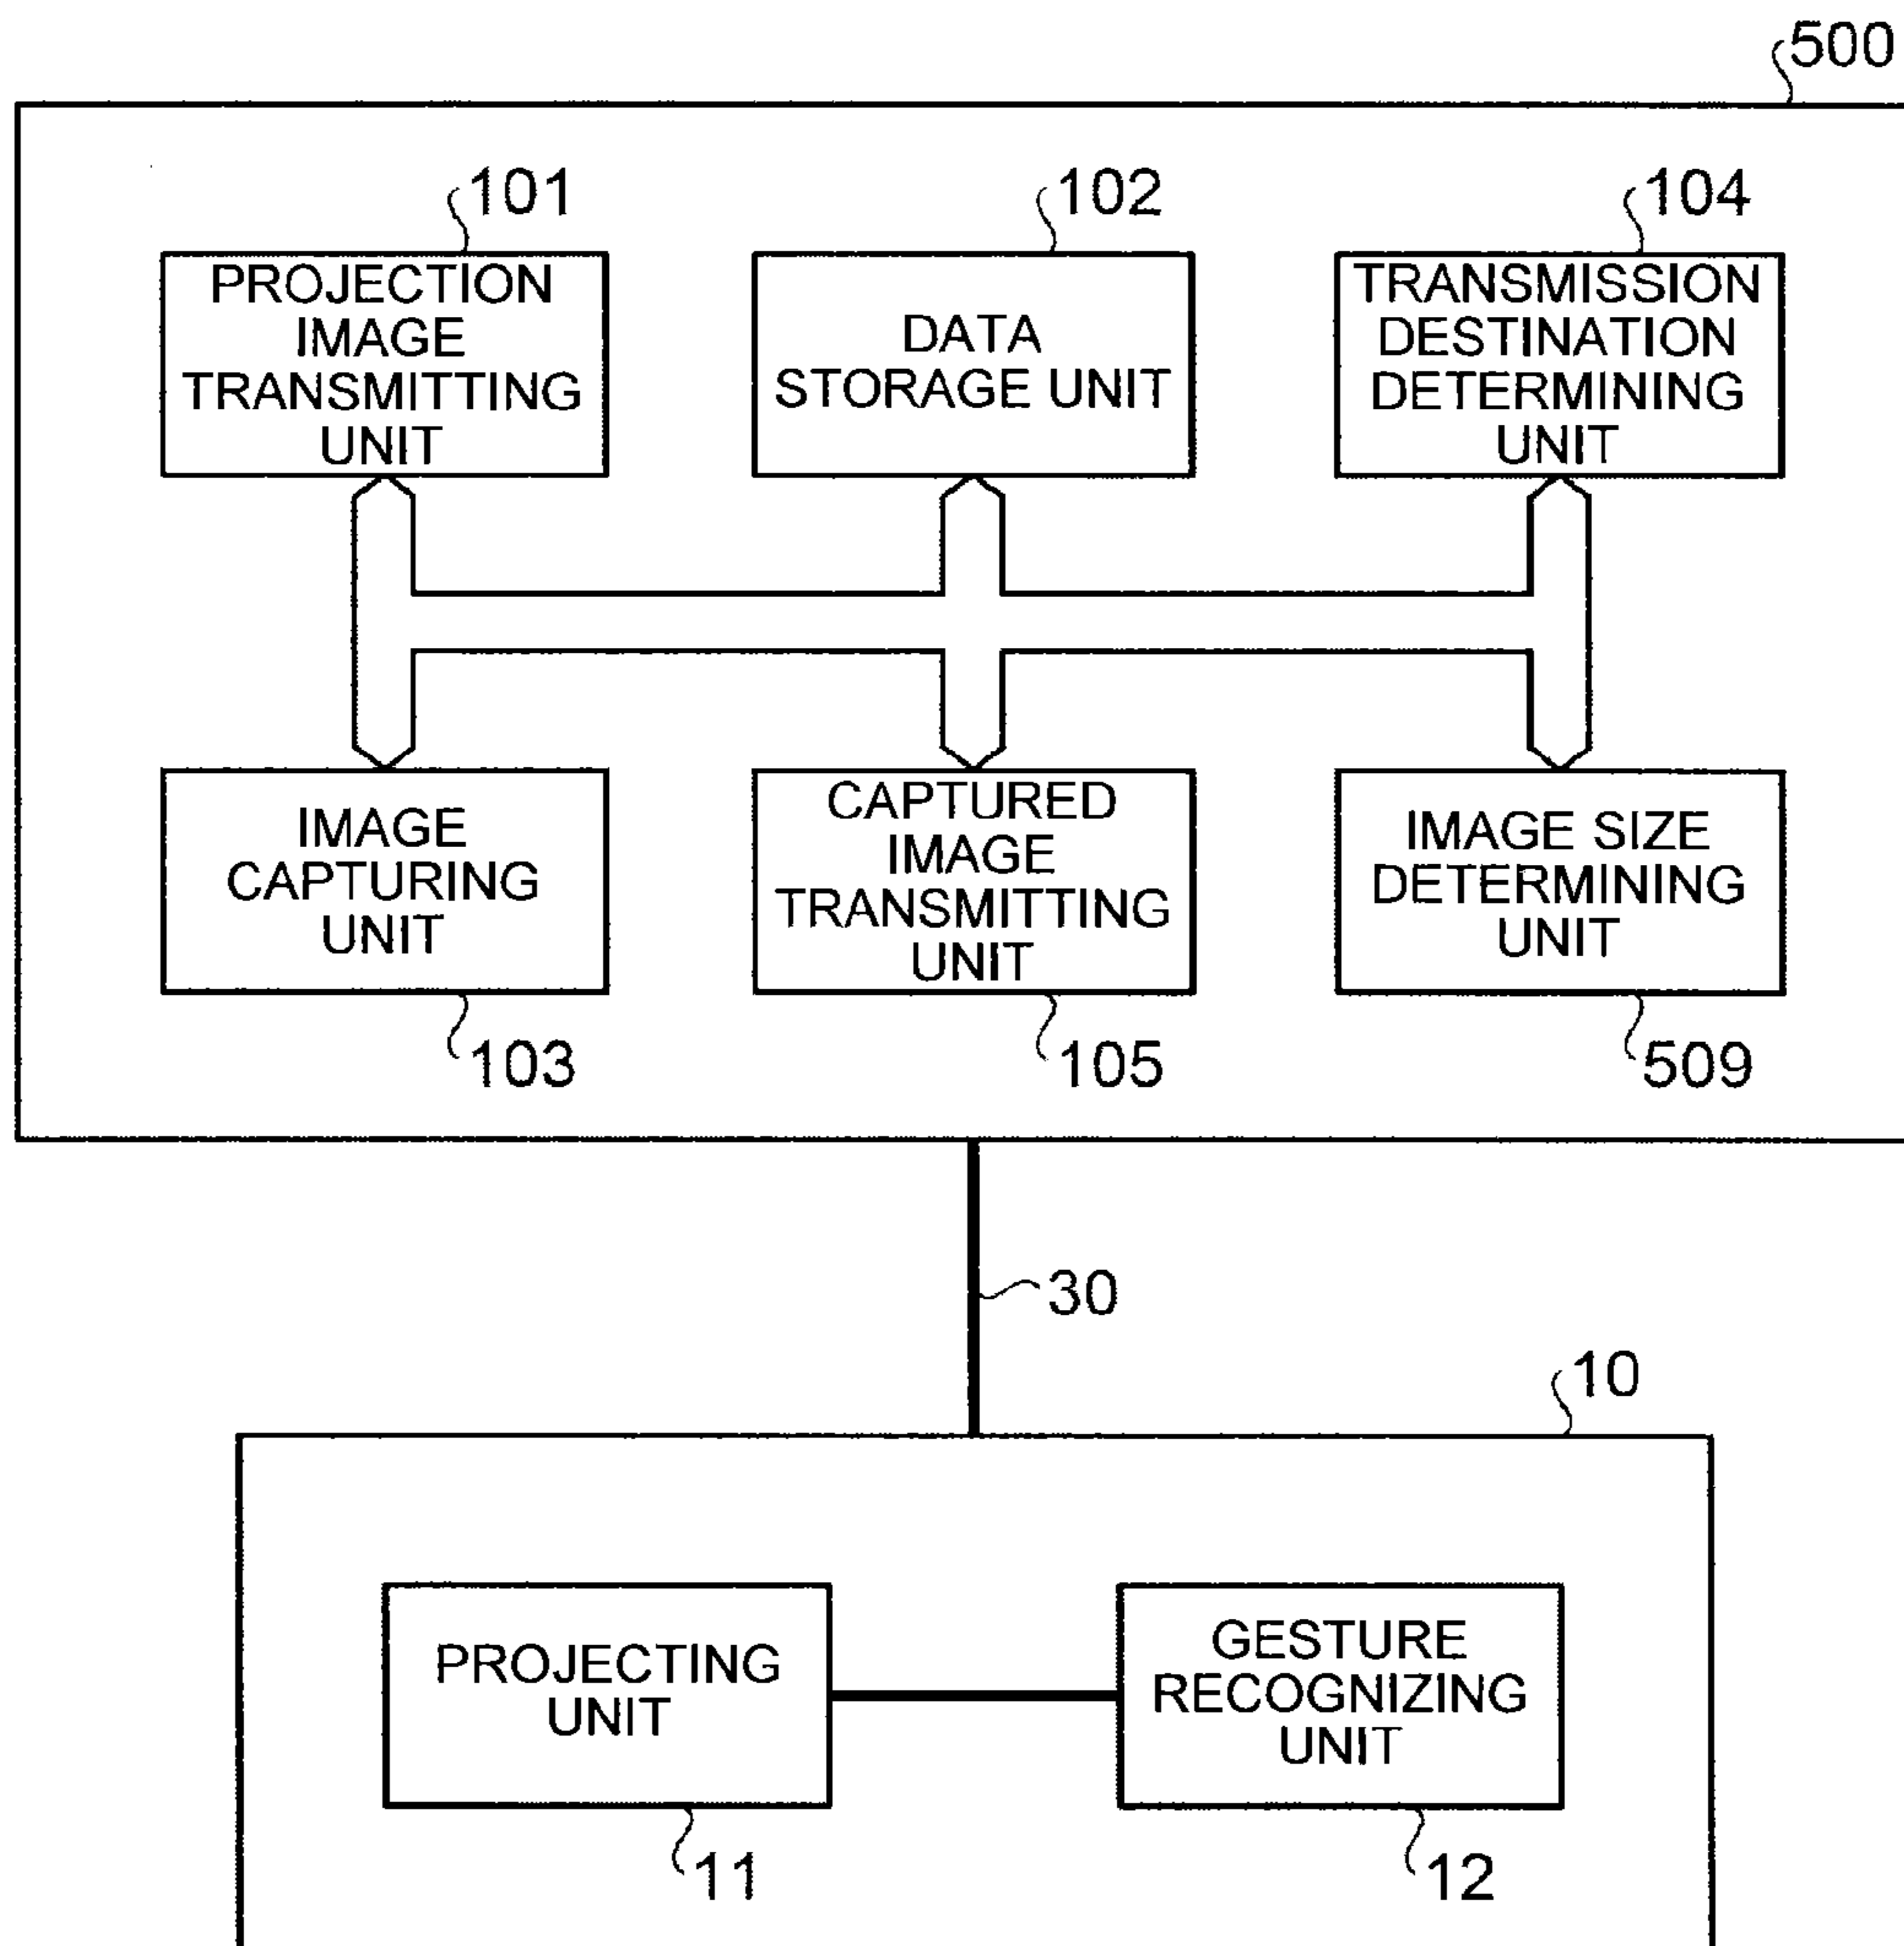 500
101
102
104
PROJECTION
IMAGE
TRANSMITTING
UNIT
DATA
STORAGE UNIT
TRANSMISSION
DESTINATION
DETERMINING
UNIT
IMAGE
CAPTURING
UNIT
CAPTURED
IMAGE
TRANSMITTING
UNIT
IMAGE SIZE
DETERMINING
UNIT
103
105
509
30
10
PROJECTING
UNIT
GESTURE
RECOGNIZING
UNIT
11
12